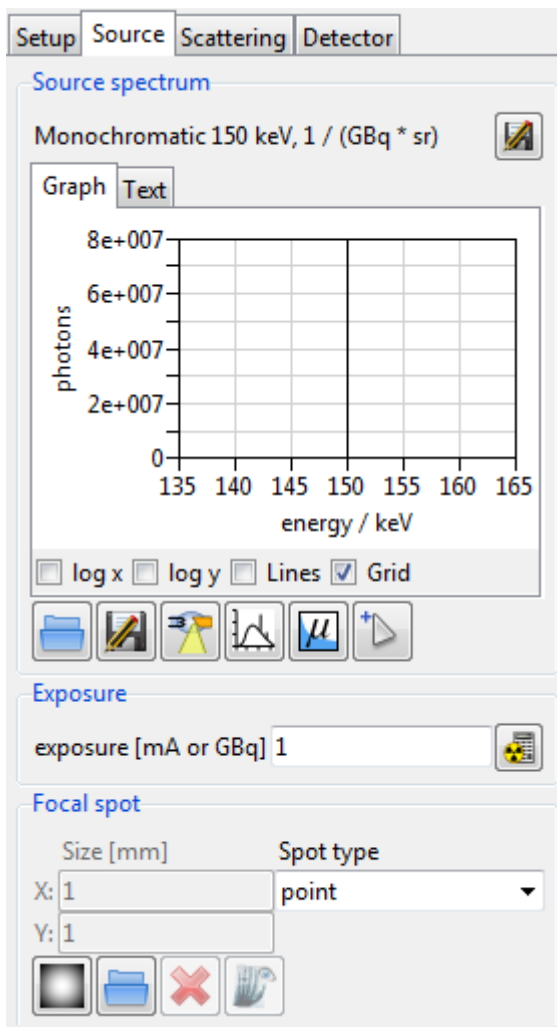 Setup Source Scattering Detector
Source spectrum
Monochromatic 150 keV, 1 / (GBq * sr)
Graph Text
8e+007
6e+007
4e+007
2e+007
0
photons
135 140 145 150 155 160 165
energy / keV
log x log y Lines Grid
μ +
Exposure
exposure [mA or GBq] 1
Focal spot
Size [mm] Spot type
X: 1 point
Y: 1